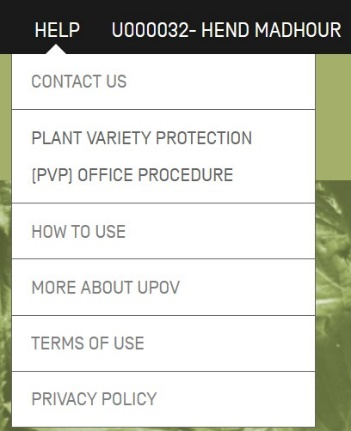 HELP U000032- HEND MADHOUR
CONTACT US
PLANT VARIETY PROTECTION
(PVP) OFFICE PROCEDURE
HOW TO USE
MORE ABOUT UPOV
TERMS OF USE
PRIVACY POLICY